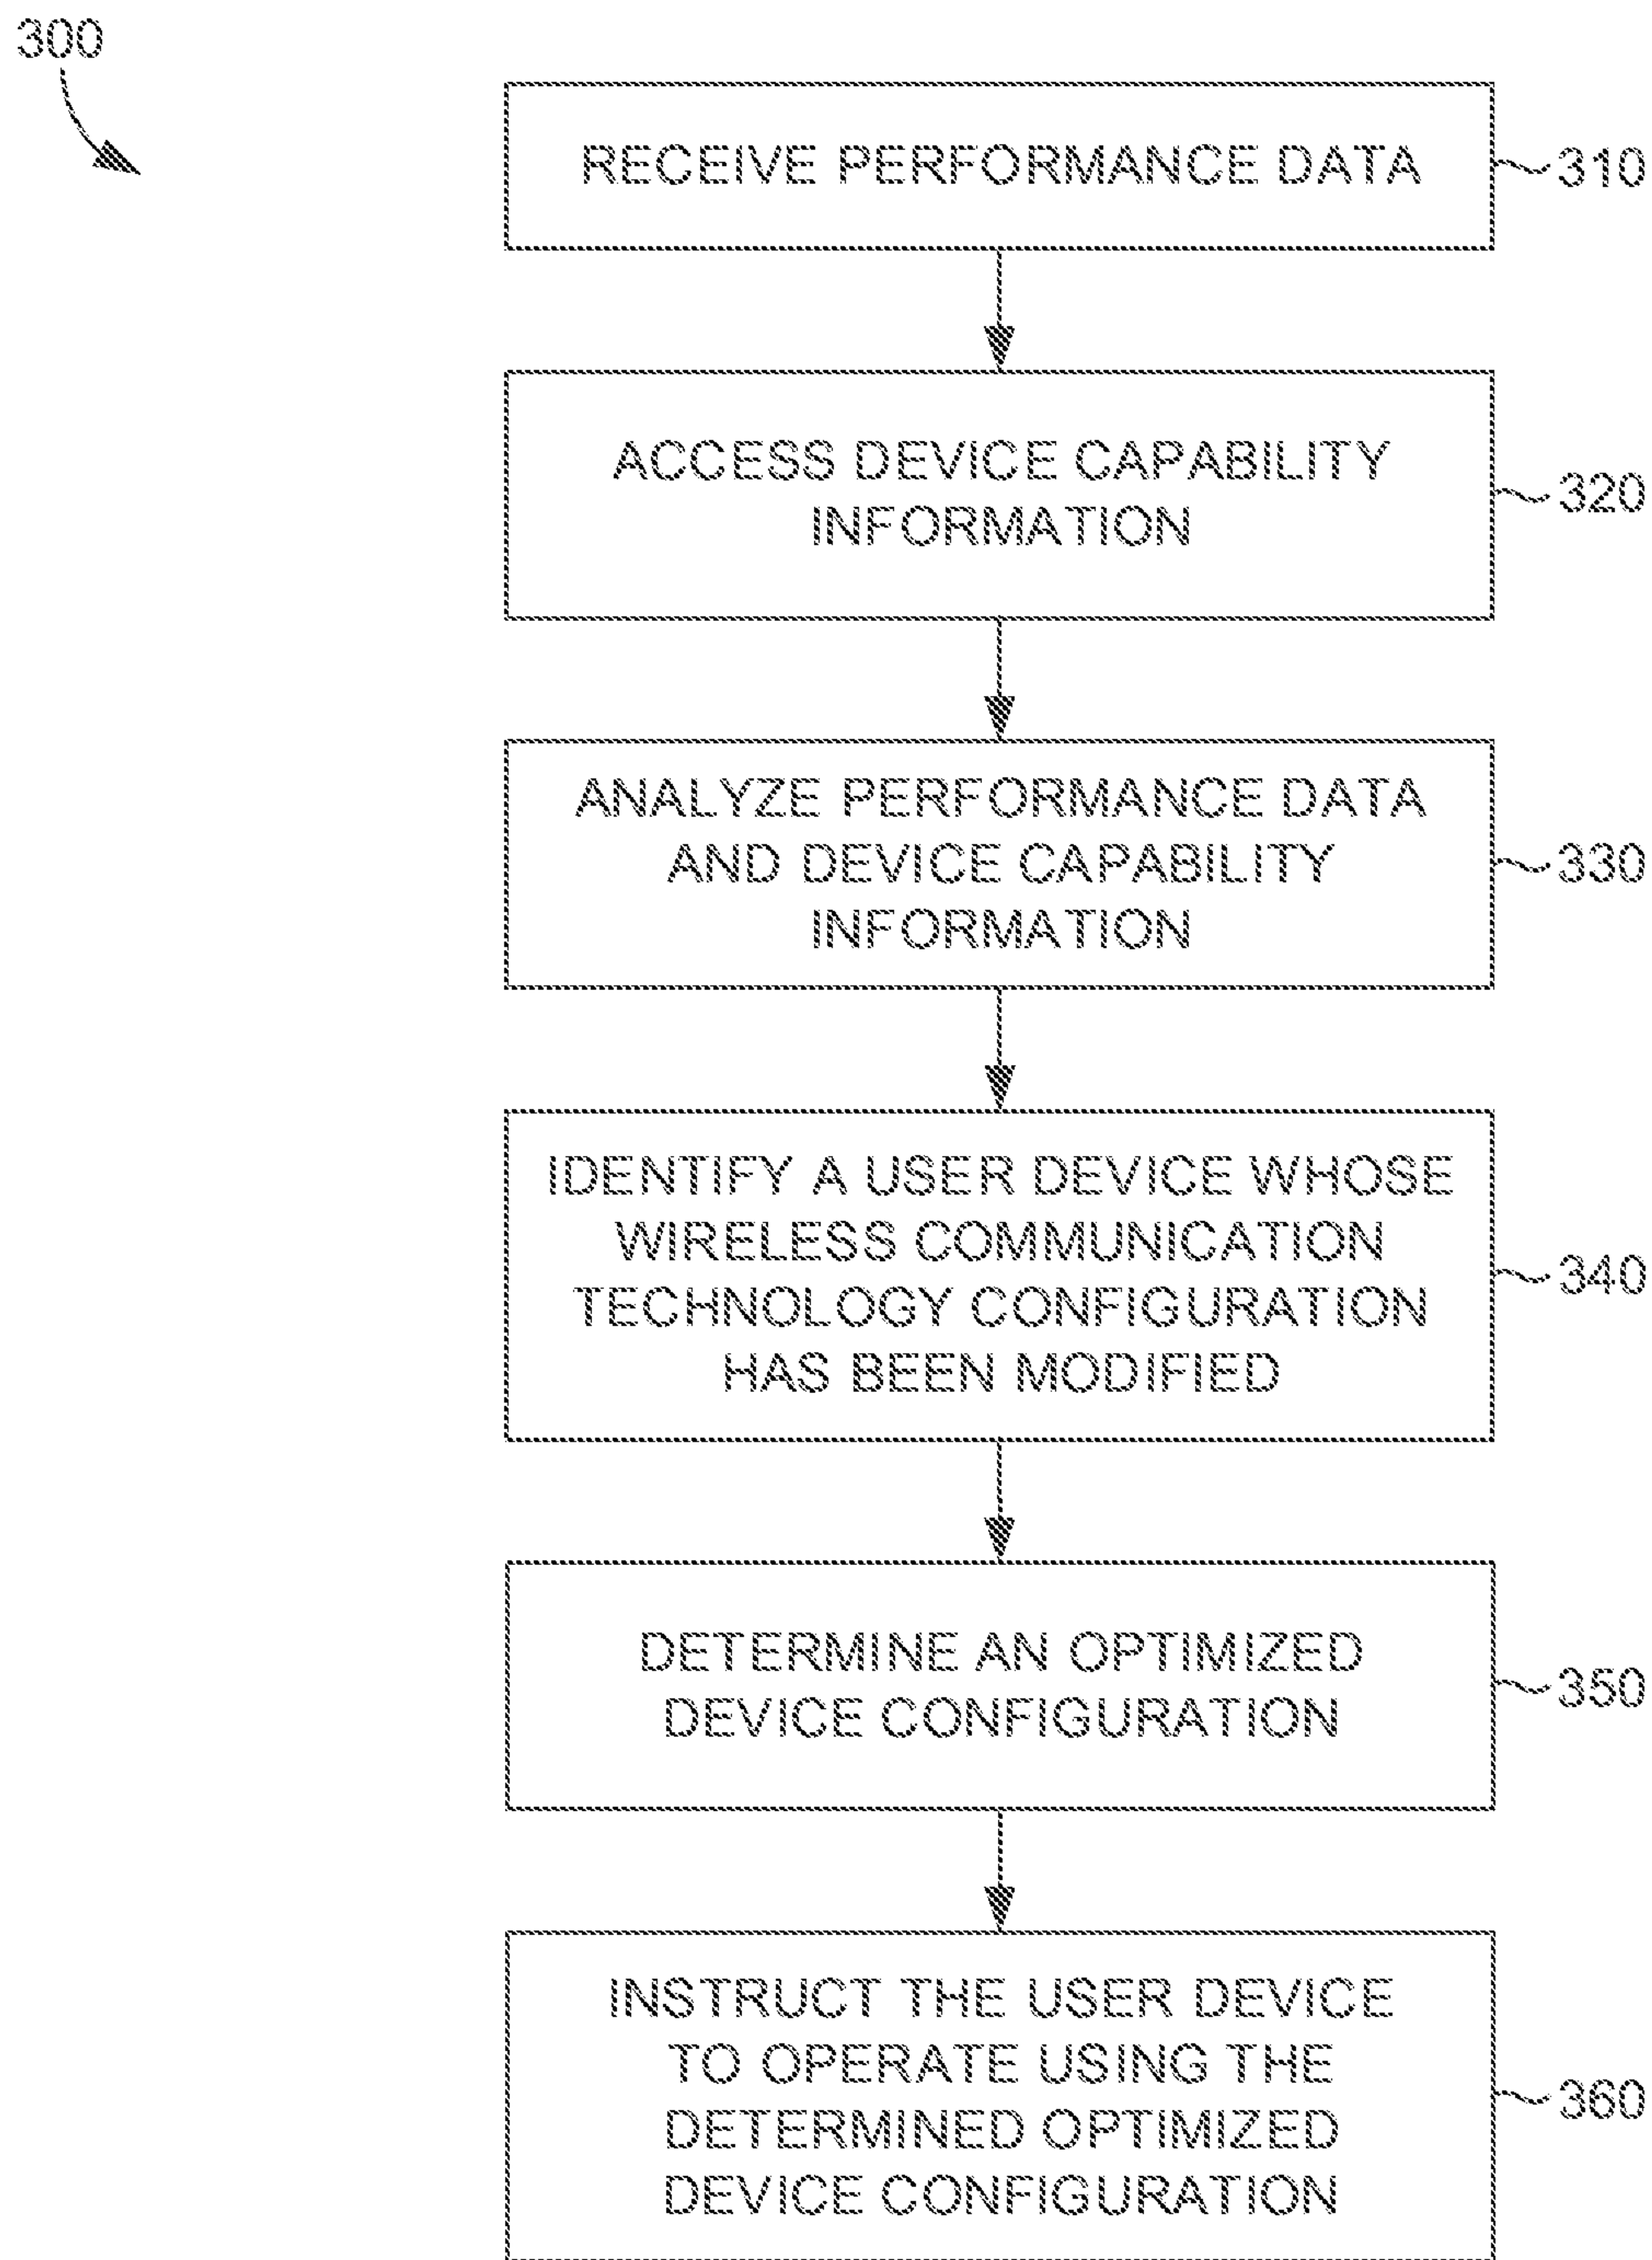 300
RECEIVE PERFORMANCE DATA
310
ACCESS DEVICE CAPABILITY
INFORMATION
320
ANALYZE PERFORMANCE DATA
AND DEVICE CAPABILITY
INFORMATION
330
IDENTIFY A USER DEVICE WHOSE
WIRELESS COMMUNICATION
TECHNOLOGY CONFIGURATION
HAS BEEN MODIFIED
340
DETERMINE AN OPTIMIZED
DEVICE CONFIGURATION
350
INSTRUCT THE USER DEVICE
TO OPERATE USING THE
DETERMINED OPTIMIZED
DEVICE CONFIGURATION
360